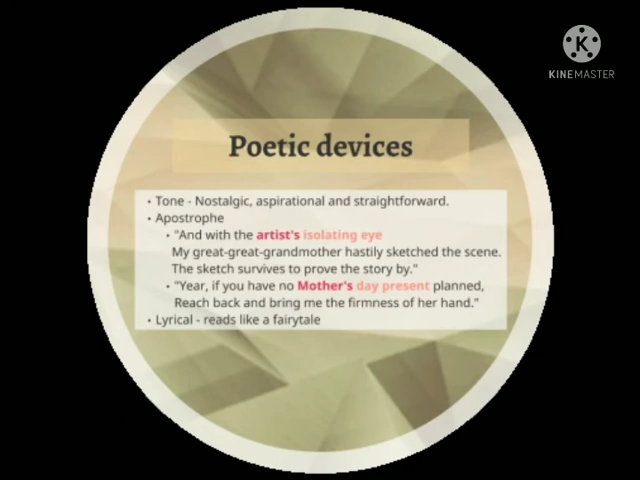 KINEMASTER
Poetic devices
• Tone - Nostalgic, aspirational and straightforward.
• Apostrophe
• "And with the artist's isolating eye
My great-great-grandmother hastily sketched the scene.
The sketch survives to prove the story by."
• "Year, if you have no Mother's day present planned,
Reach back and bring me the firmness of her hand."
• Lyrical - reads like a fairytale